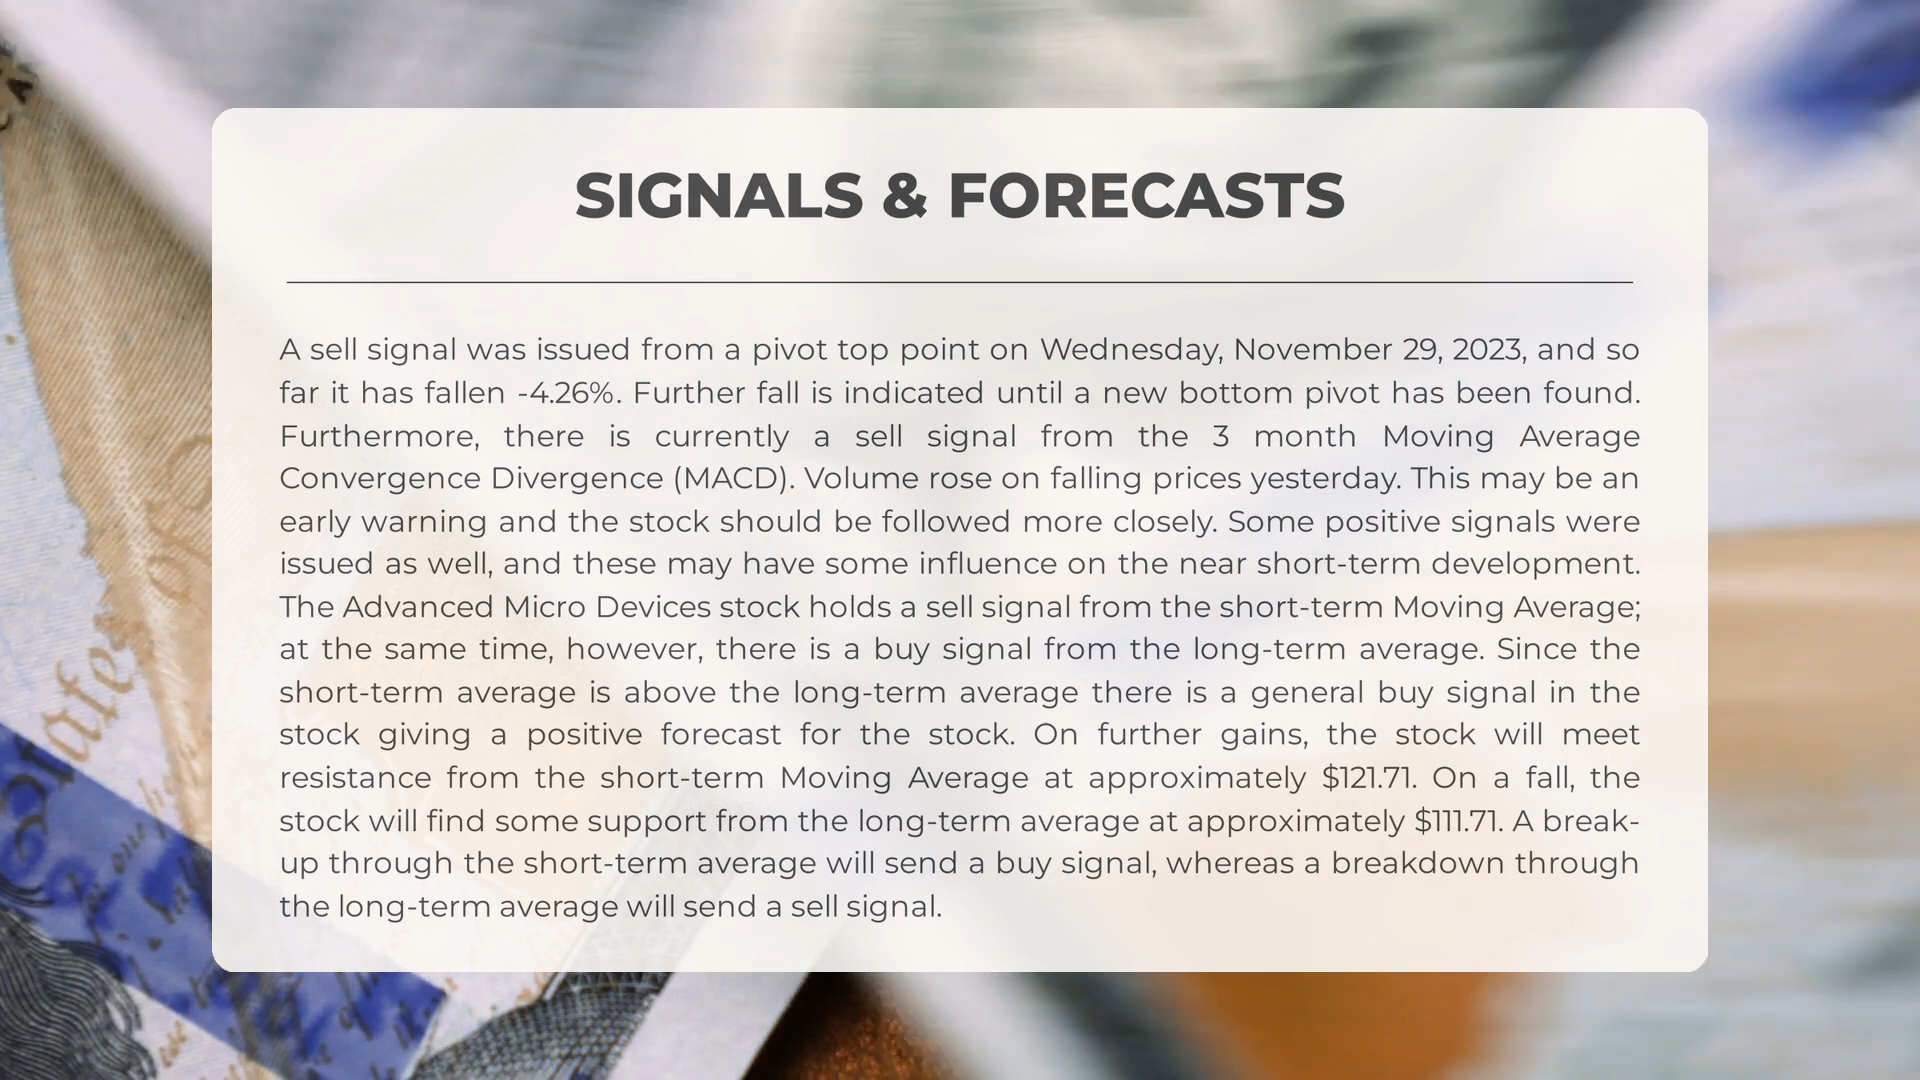 SIGNALS & FORECASTS
A sell signal was issued from a pivot top point on Wednesday, November 29, 2023, and so
far it has fallen -4.26%. Further fall is indicated until a new bottom pivot has been found.
Furthermore, there is currently a sell signal from the 3 month Moving Average
Convergence Divergence (MACD). Volume rose on falling prices yesterday. This may be an
early warning and the stock should be followed more closely. Some positive signals were
issued as well, and these may have some influence on the near short-term development.
The Advanced Micro Devices stock holds a sell signal from the short-term Moving Average;
at the same time, however, there is a buy signal from the long-term average. Since the
short-term average is above the long-term average there is a general buy signal in the
stock giving a positive forecast for the stock. On further gains, the stock will meet
resistance from the short-term Moving Average at approximately $121.71. On a fall, the
stock will find some support from the long-term average at approximately $111.71. A break-
up through the short-term average will send a buy signal, whereas a breakdown through
the long-term average will send a sell signal.